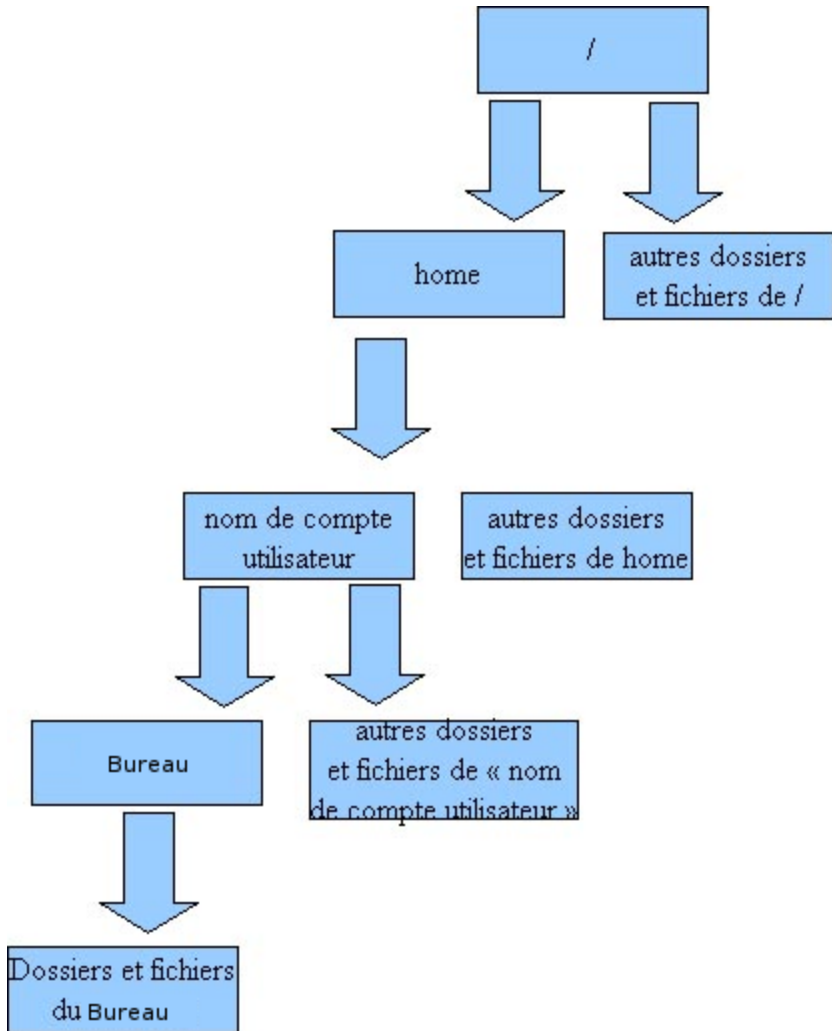 /
home
autres dossiers
et fichiers de /
nom de compte
utilisateur
autres dossiers
et fichiers de home
Bureau
autres dossiers
et fichiers de « nom
de compte utilisateur »
Dossiers et fichiers
du Bureau